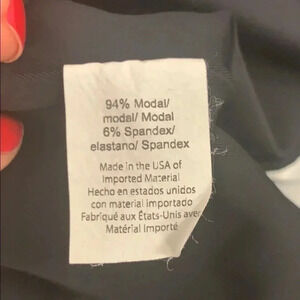 94% Modal/
modal/ Modal
6% Spandex/
elastano/ Spandex
Made in the USA of
Imported Material
Hecho en estados unidos
con material importado
Fabriqué aux États-Unis avec
Matérial Importé